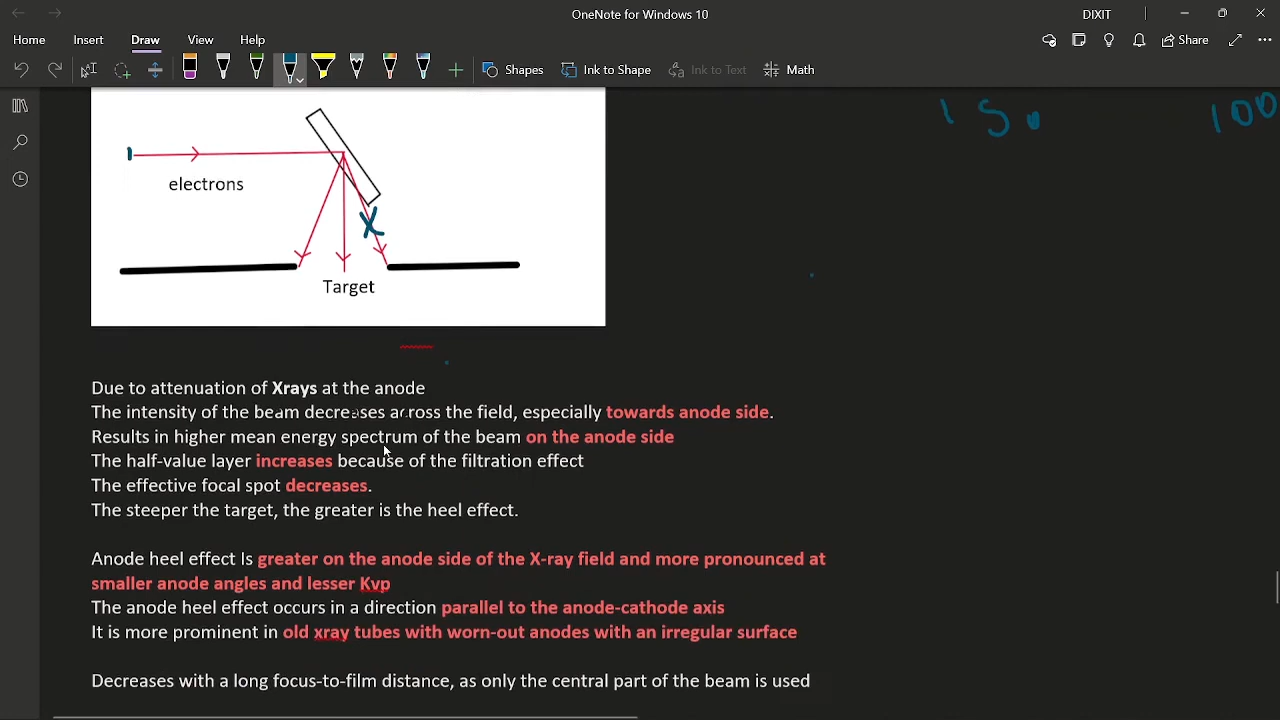 OneNote for Windows 10
DIXIT
Home
Insert
Draw
View
Help
Share
Shapes
Ink to Shape
Ink to Text
Math
150
100
electrons
X
Target
Due to attenuation of Xrays at the anode
The intensity of the beam decreases across the field, especially towards anode side.
Results in higher mean energy spectrum of the beam on the anode side
The half-value layer increases because of the filtration effect
The effective focal spot decreases.
The steeper the target, the greater is the heel effect.
Anode heel effect Is greater on the anode side of the X-ray field and more pronounced at
smaller anode angles and lesser Kvp
The anode heel effect occurs in a direction parallel to the anode-cathode axis
It is more prominent in old xray tubes with worn-out anodes with an irregular surface
Decreases with a long focus-to-film distance, as only the central part of the beam is used